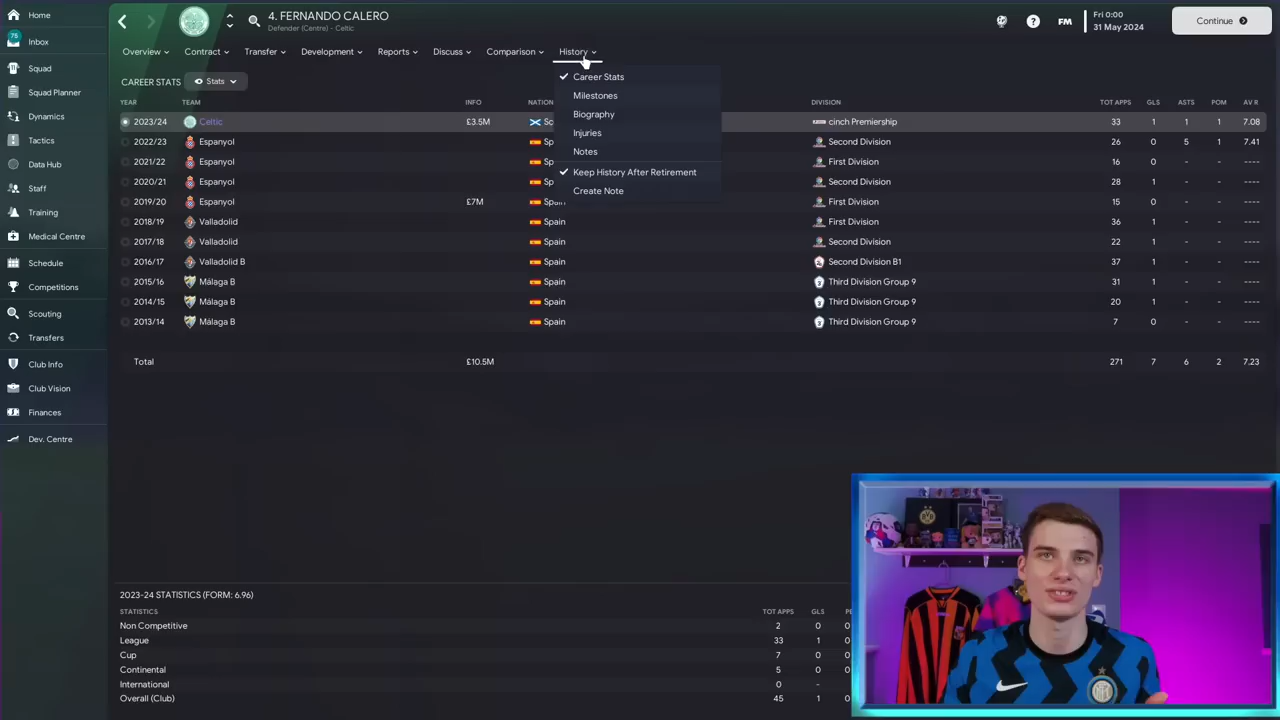 Home
75
Inbox
Squad
Squad Planner
Dynamics
Tactics
Data Hub
Staff
Training
Medical Centre
Schedule
Competitions
Scouting
Transfers
Club Info
Club Vision
Finances
Dev. Centre
4. FERNANDO CALERO
Defender (Centre) - Celtic
FM
Fri 0:00
31 May 2024
Continue
Overview Contract Transfer Development Reports Discuss Comparison History
CAREER STATS Stats
Career Stats
Milestones
Biography
Injuries
Notes
Keep History After Retirement
Create Note
YEAR TEAM INFO NATION DIVISION TOT APPS GLS ASTS POM AV R
2023/24 Celtic £3.5M Sc cinch Premiership 33 1 1 1 7.08
2022/23 Espanyol Sp Second Division 26 0 5 1 7.41
2021/22 Espanyol Sp First Division 16 0 - - ----
2020/21 Espanyol Sp Second Division 28 1 - - ----
2019/20 Espanyol £7M Spain First Division 15 0 - - ----
2018/19 Valladolid Spain First Division 36 1 - - ----
2017/18 Valladolid Spain Second Division 22 1 - - ----
2016/17 Valladolid B Spain Second Division B1 37 1 - - ----
2015/16 Málaga B Spain Third Division Group 9 31 1 - - ----
2014/15 Málaga B Spain Third Division Group 9 20 1 - - ----
2013/14 Málaga B Spain Third Division Group 9 7 0 - - ----
Total £10.5M 271 7 6 2 7.23
2023-24 STATISTICS (FORM: 6.96)
STATISTICS TOT APPS GLS PE
Non Competitive 2 0 0
League 33 1 0
Cup 7 0 0
Continental 5 0 0
International 0 -
Overall (Club) 45 1 0